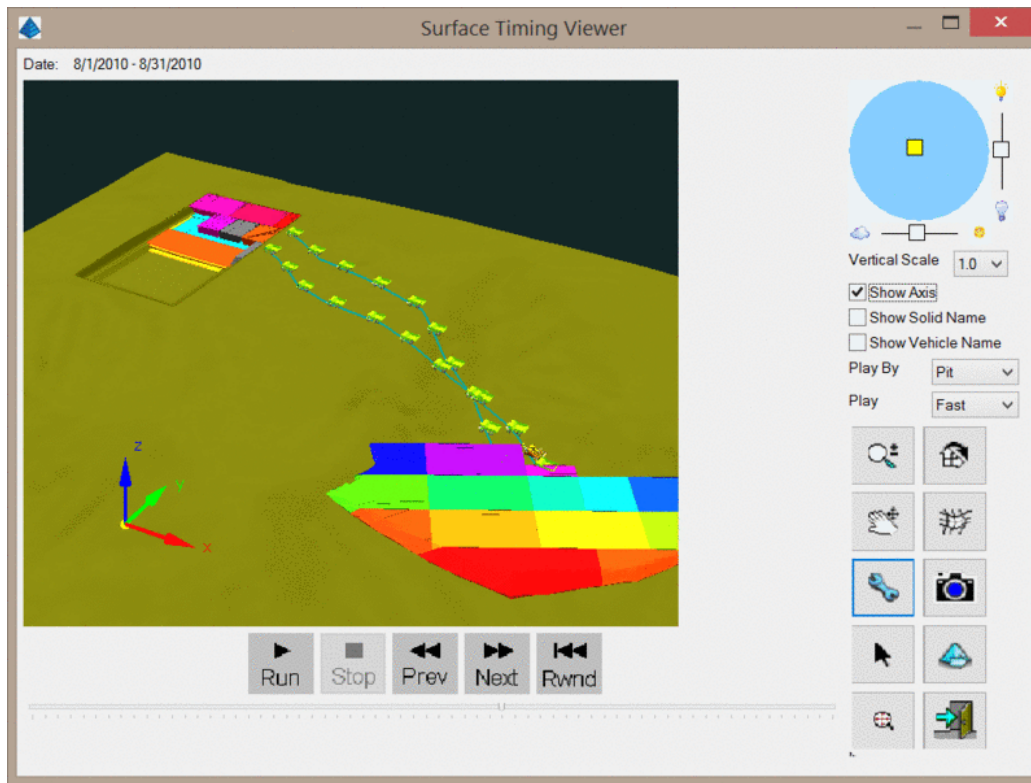 Surface Timing Viewer
Date: 8/1/2010 - 8/31/2010
Vertical Scale 1.0
Show Axis
Show Solid Name
Show Vehicle Name
Play By Pit
Play Fast
Z
Y
X
Run Stop Prev Next Rwnd